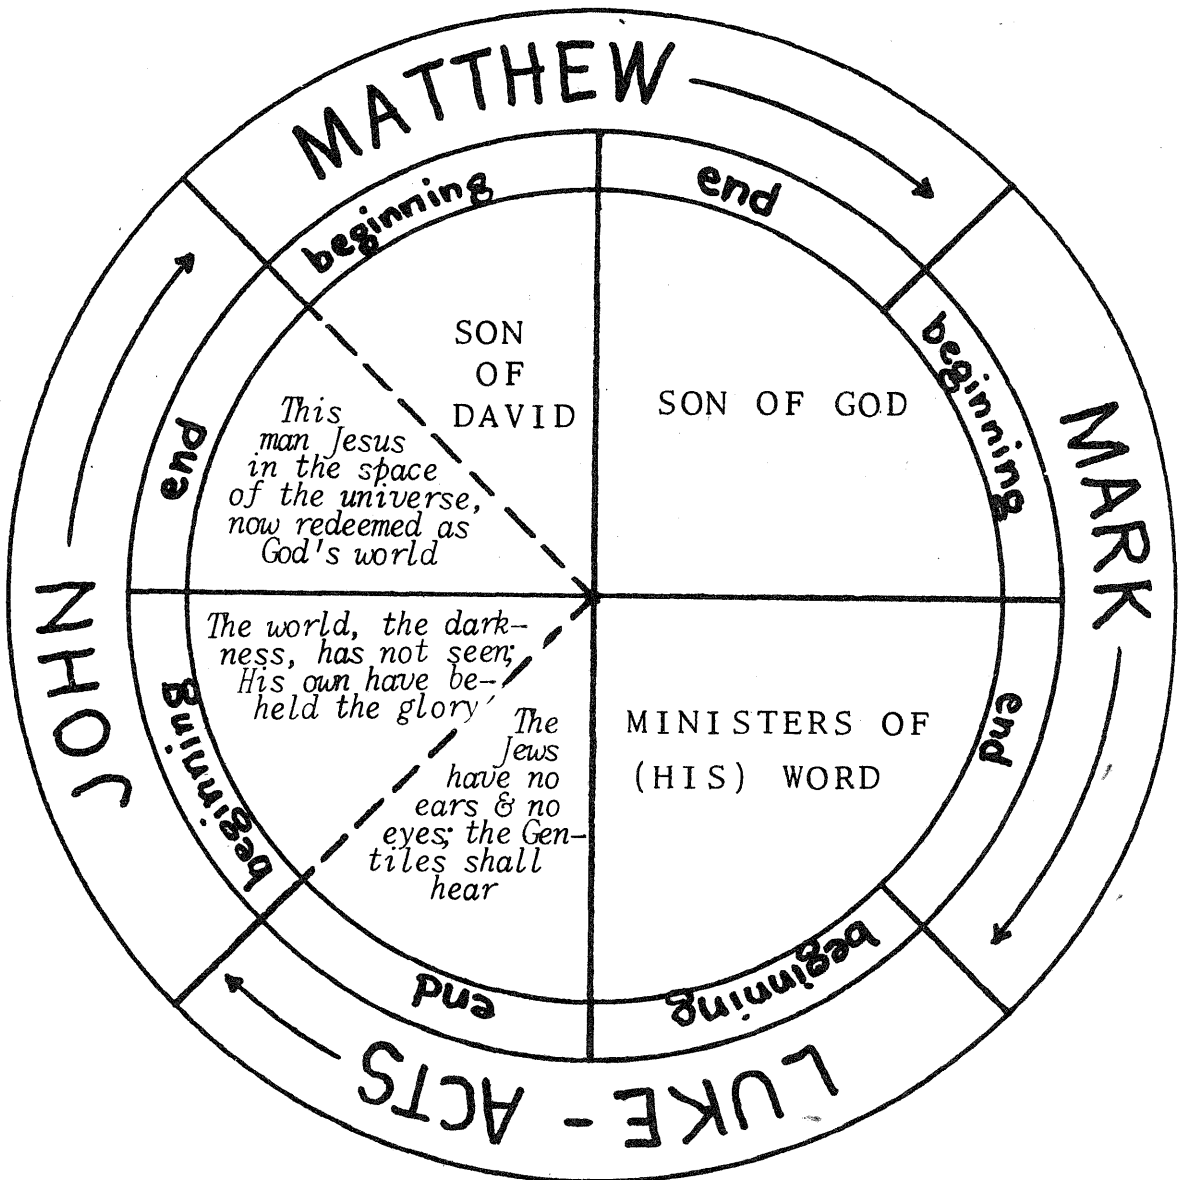 MATTHEW
beginning
end
MARK
beginning
end
LUKE - ACTS
beginning
end
JOHN
beginning
end
SON
OF
DAVID
SON OF GOD
This
man Jesus
in the space
of the universe,
now redeemed as
God's world
The world, the dark-
ness, has not seen;
His own have be-
held the glory
The
Jews
have no
ears & no
eyes; the Gen-
tiles shall
hear
MINISTERS OF
(HIS) WORD